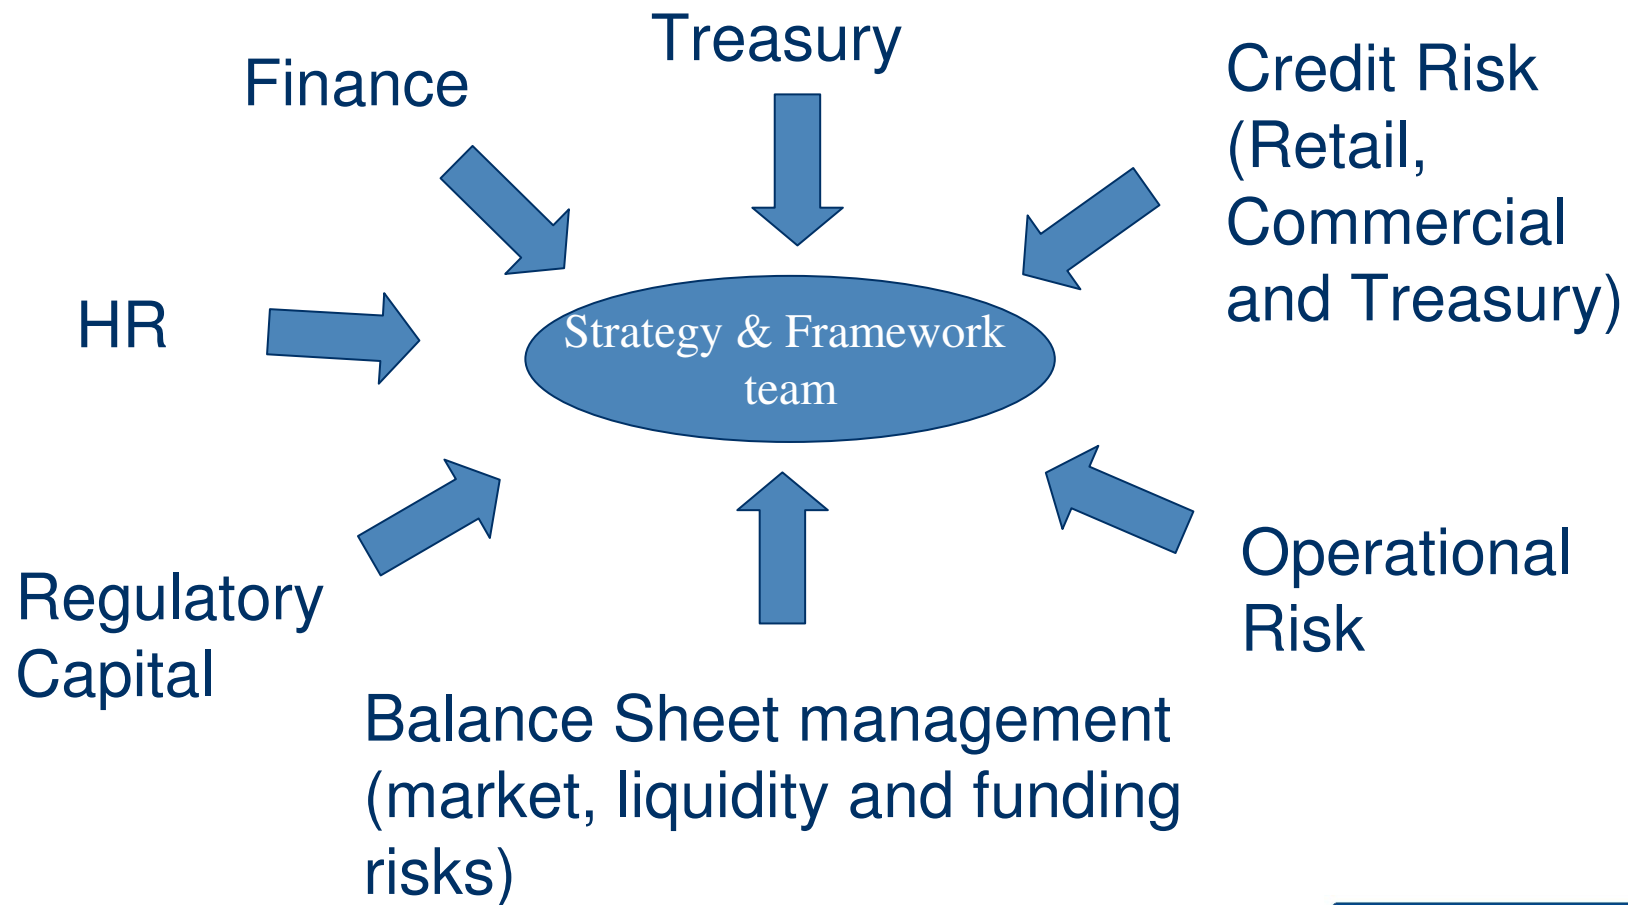 Treasury
Finance
Credit Risk
(Retail,
Commercial
and Treasury)
HR
Strategy & Framework
team
Operational
Risk
Regulatory
Capital
Balance Sheet management
(market, liquidity and funding
risks)